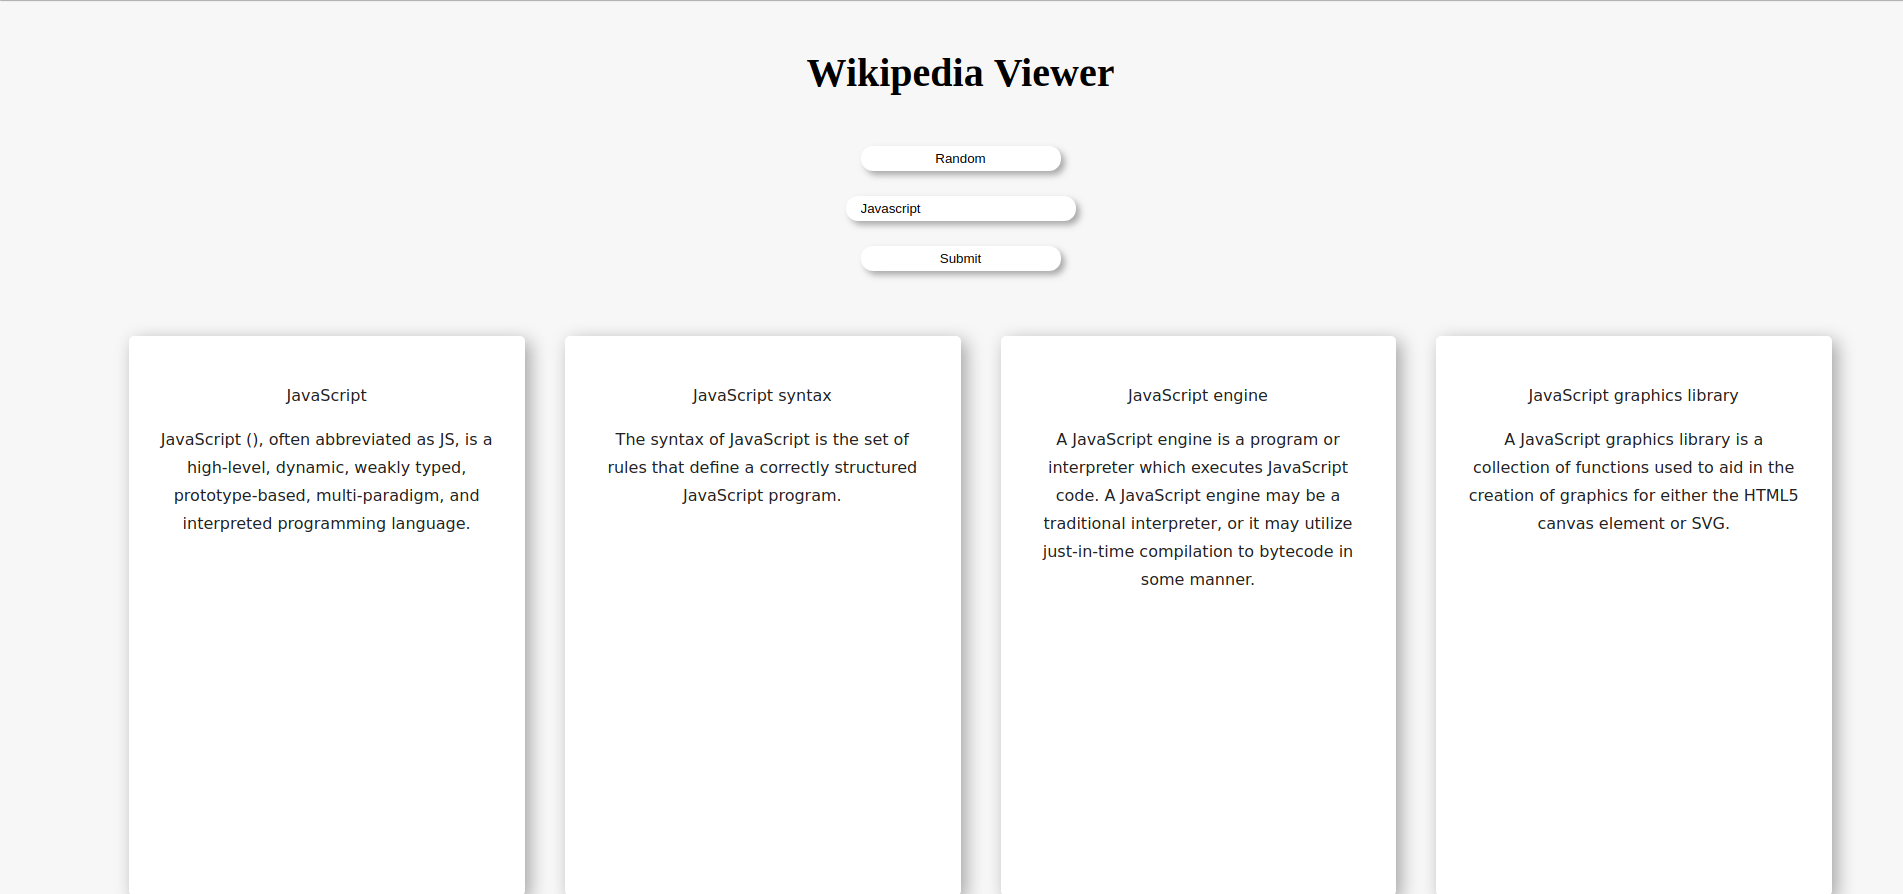 Wikipedia Viewer
Random
Javascript
Submit
JavaScript
JavaScript (), often abbreviated as JS, is a
high-level, dynamic, weakly typed,
prototype-based, multi-paradigm, and
interpreted programming language.
JavaScript syntax
The syntax of JavaScript is the set of
rules that define a correctly structured
JavaScript program.
JavaScript engine
A JavaScript engine is a program or
interpreter which executes JavaScript
code. A JavaScript engine may be a
traditional interpreter, or it may utilize
just-in-time compilation to bytecode in
some manner.
JavaScript graphics library
A JavaScript graphics library is a
collection of functions used to aid in the
creation of graphics for either the HTML5
canvas element or SVG.